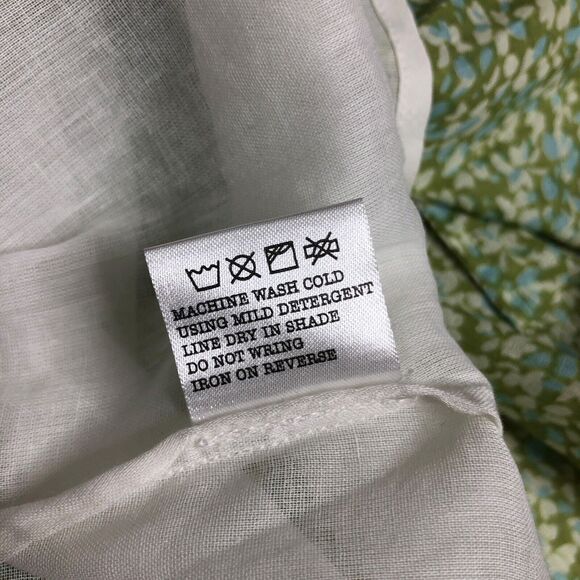 MACHINE WASH COLD
USING MILD DETERGENT
LINE DRY IN SHADE
DO NOT WRING
IRON ON REVERSE